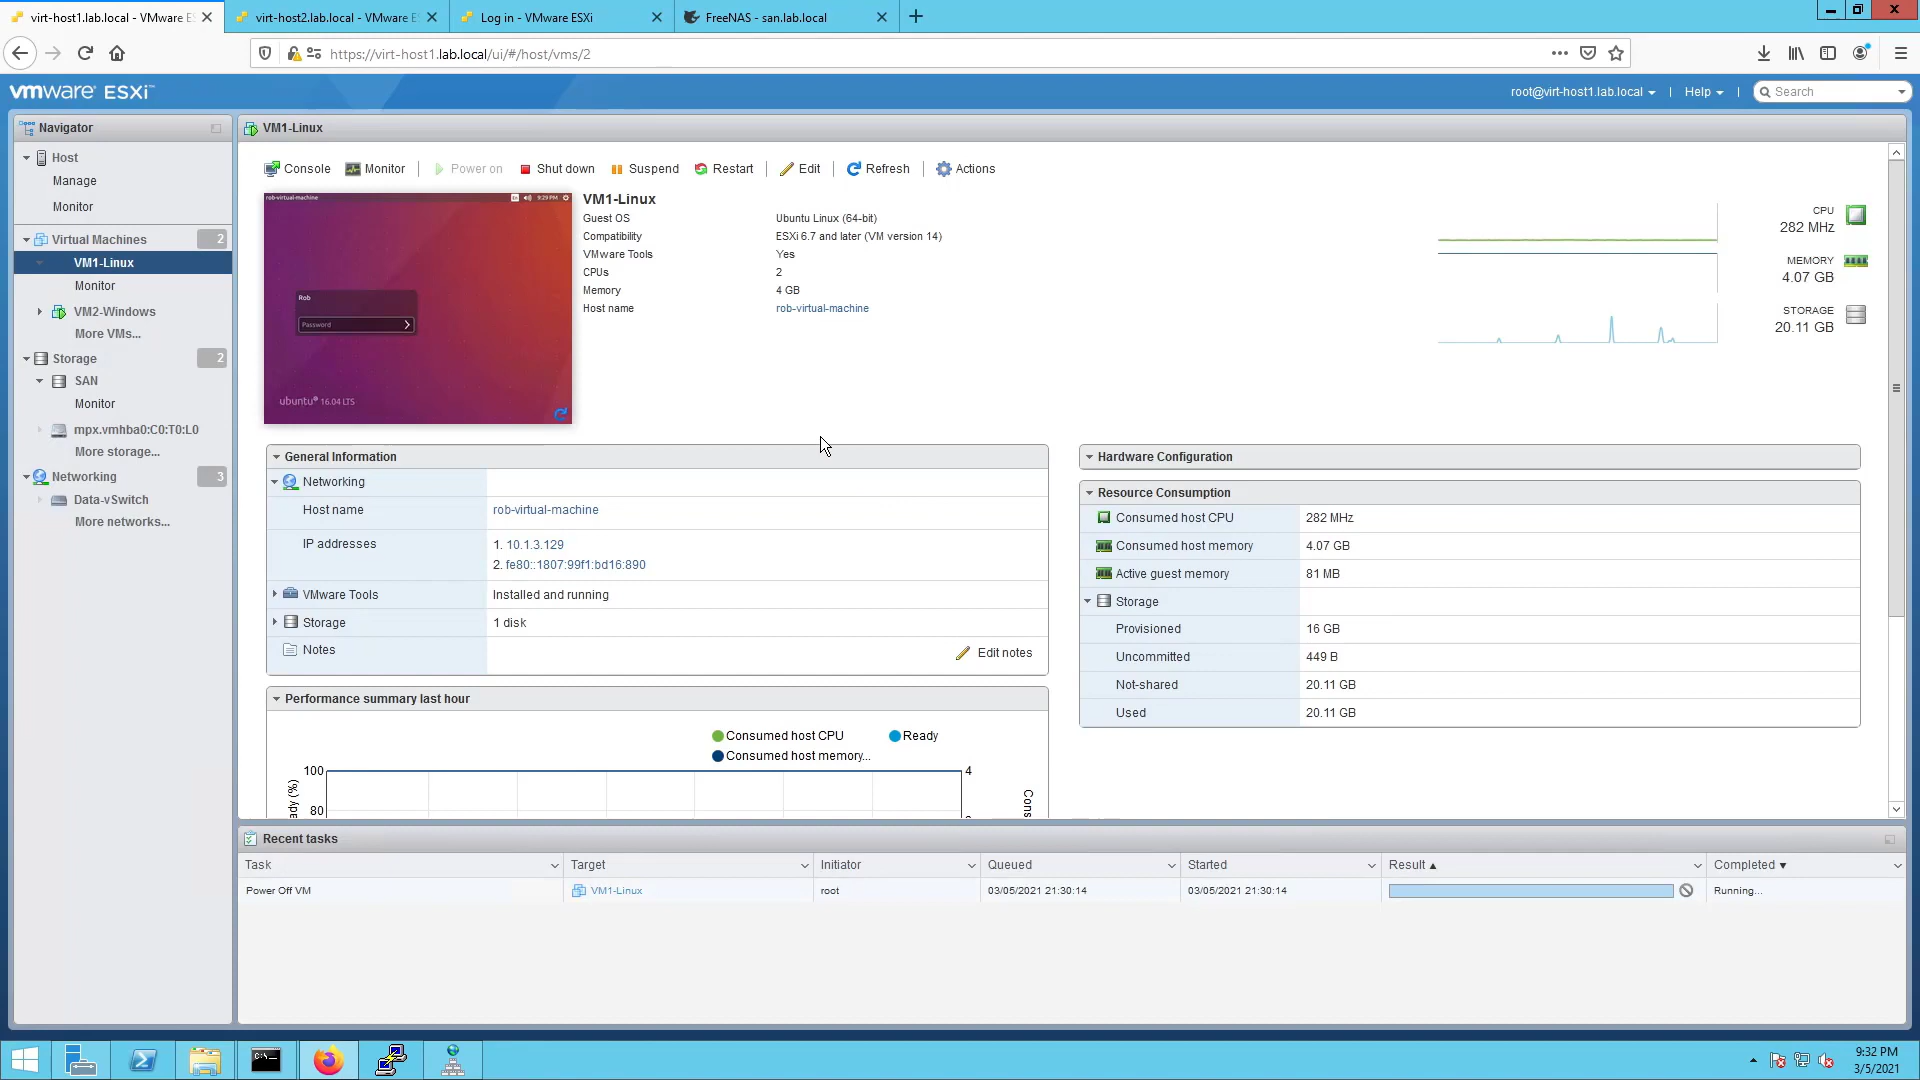 virt-host1.lab.local - VMware ES
virt-host2.lab.local - VMware E
Log in - VMware ESXi
FreeNAS - san.lab.local
https://virt-host1.lab.local/ui/#/host/vms/2
vmware ESXi™
root@virt-host1.lab.local
Help
Search
Navigator
Host
Manage
Monitor
Virtual Machines 2
VM1-Linux
Monitor
VM2-Windows
More VMs...
Storage 2
SAN
Monitor
mpx.vmhba0:C0:T0:L0
More storage...
Networking 3
Data-vSwitch
More networks...
VM1-Linux
Console Monitor Power on Shut down Suspend Restart Edit Refresh Actions
rob-virtual-machine
9:29 PM
Rob
Password
ubuntu® 16.04 LTS
VM1-Linux
Guest OS Ubuntu Linux (64-bit)
Compatibility ESXi 6.7 and later (VM version 14)
VMware Tools Yes
CPUs 2
Memory 4 GB
Host name rob-virtual-machine
CPU
282 MHz
MEMORY
4.07 GB
STORAGE
20.11 GB
General Information
Networking
Host name rob-virtual-machine
IP addresses 1. 10.1.3.129
2. fe80::1807:99f1:bd16:890
VMware Tools Installed and running
Storage 1 disk
Notes Edit notes
Performance summary last hour
Consumed host CPU Ready
Consumed host memory...
100 4
80
Hardware Configuration
Resource Consumption
Consumed host CPU 282 MHz
Consumed host memory 4.07 GB
Active guest memory 81 MB
Storage
Provisioned 16 GB
Uncommitted 449 B
Not-shared 20.11 GB
Used 20.11 GB
Recent tasks
Task Target Initiator Queued Started Result Completed
Power Off VM VM1-Linux root 03/05/2021 21:30:14 03/05/2021 21:30:14 Running...
9:32 PM
3/5/2021